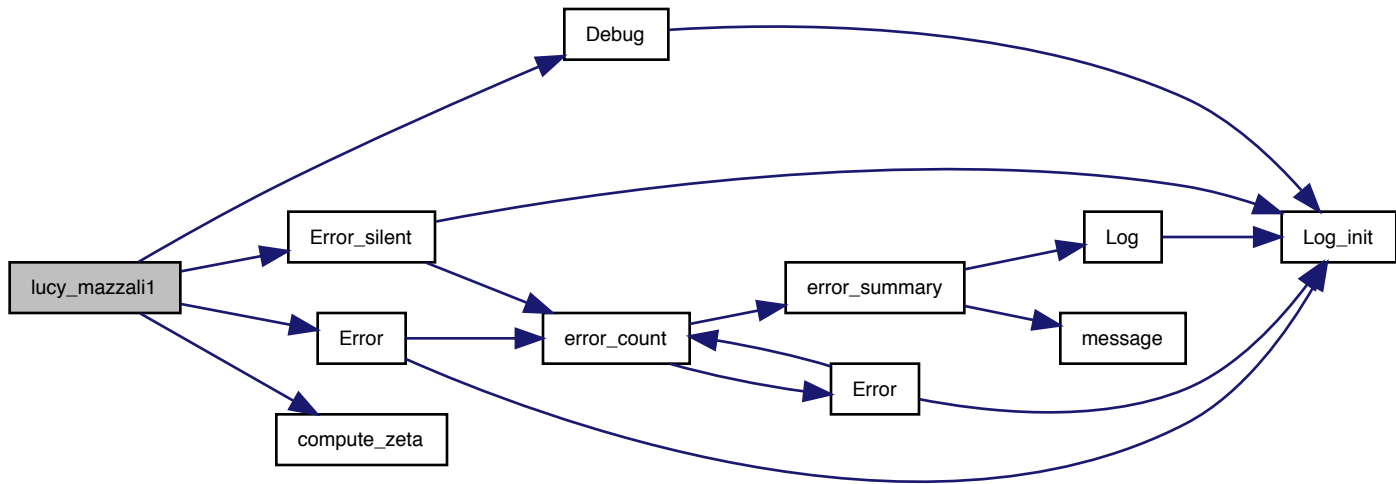 Debug
Error_silent
Log
Log_init
lucy_mazzali1
error_summary
Error
error_count
message
Error
compute_zeta